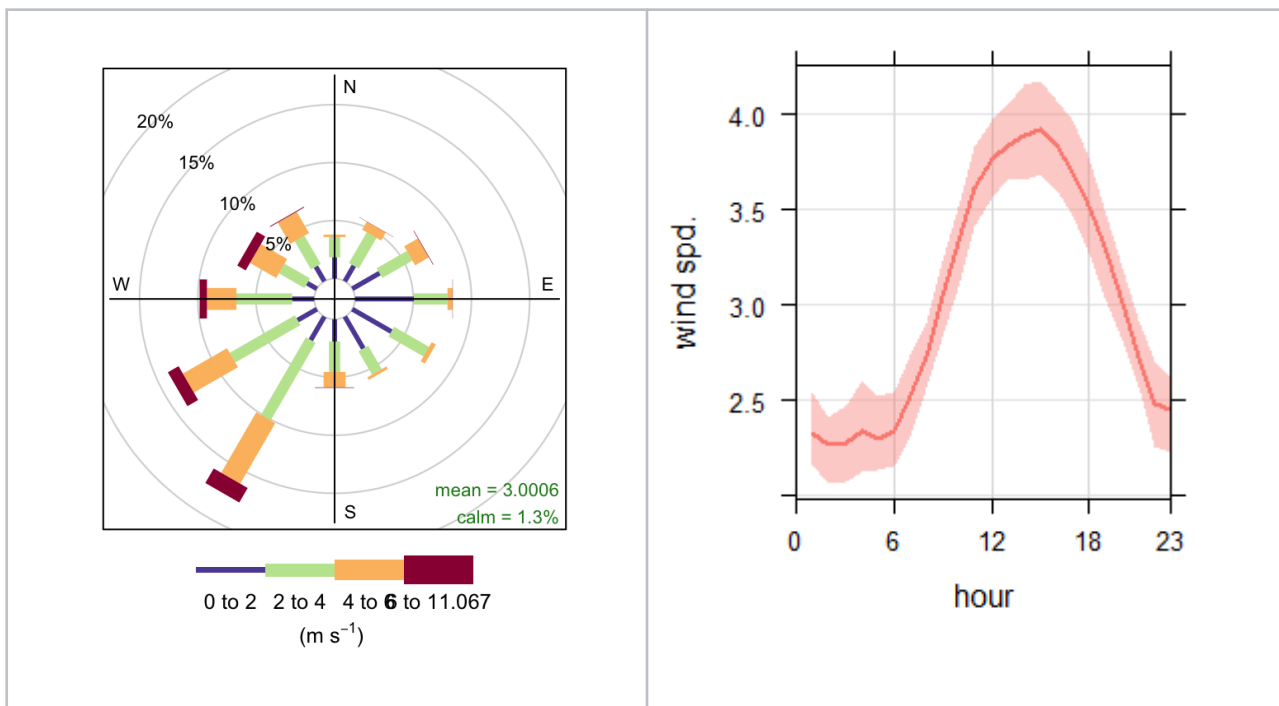 N
20%
15%
10%
5%
W
E
S
mean = 3.0006
calm = 1.3%
0 to 2 2 to 4 4 to 6 to 11.067
(m s⁻¹)
4.0
3.5
3.0
2.5
wind spd.
0 6 12 18 23
hour